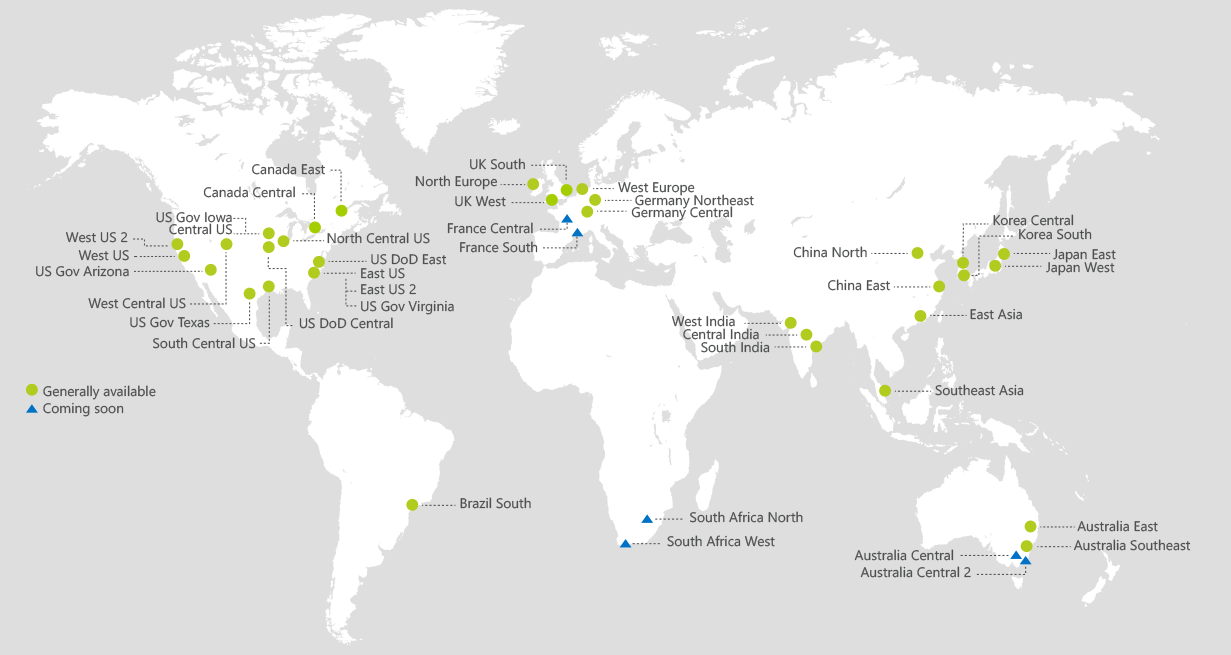 Canada East
Canada Central
US Gov Iowa
Central US
West US 2
West US
US Gov Arizona
North Central US
US DoD East
East US
East US 2
US Gov Virginia
West Central US
US Gov Texas
US DoD Central
South Central US
Generally available
Coming soon
Brazil South
UK South
North Europe
UK West
West Europe
Germany Northeast
Germany Central
France Central
France South
South Africa North
South Africa West
West India
Central India
South India
China North
China East
Korea Central
Korea South
Japan East
Japan West
East Asia
Southeast Asia
Australia East
Australia Southeast
Australia Central
Australia Central 2